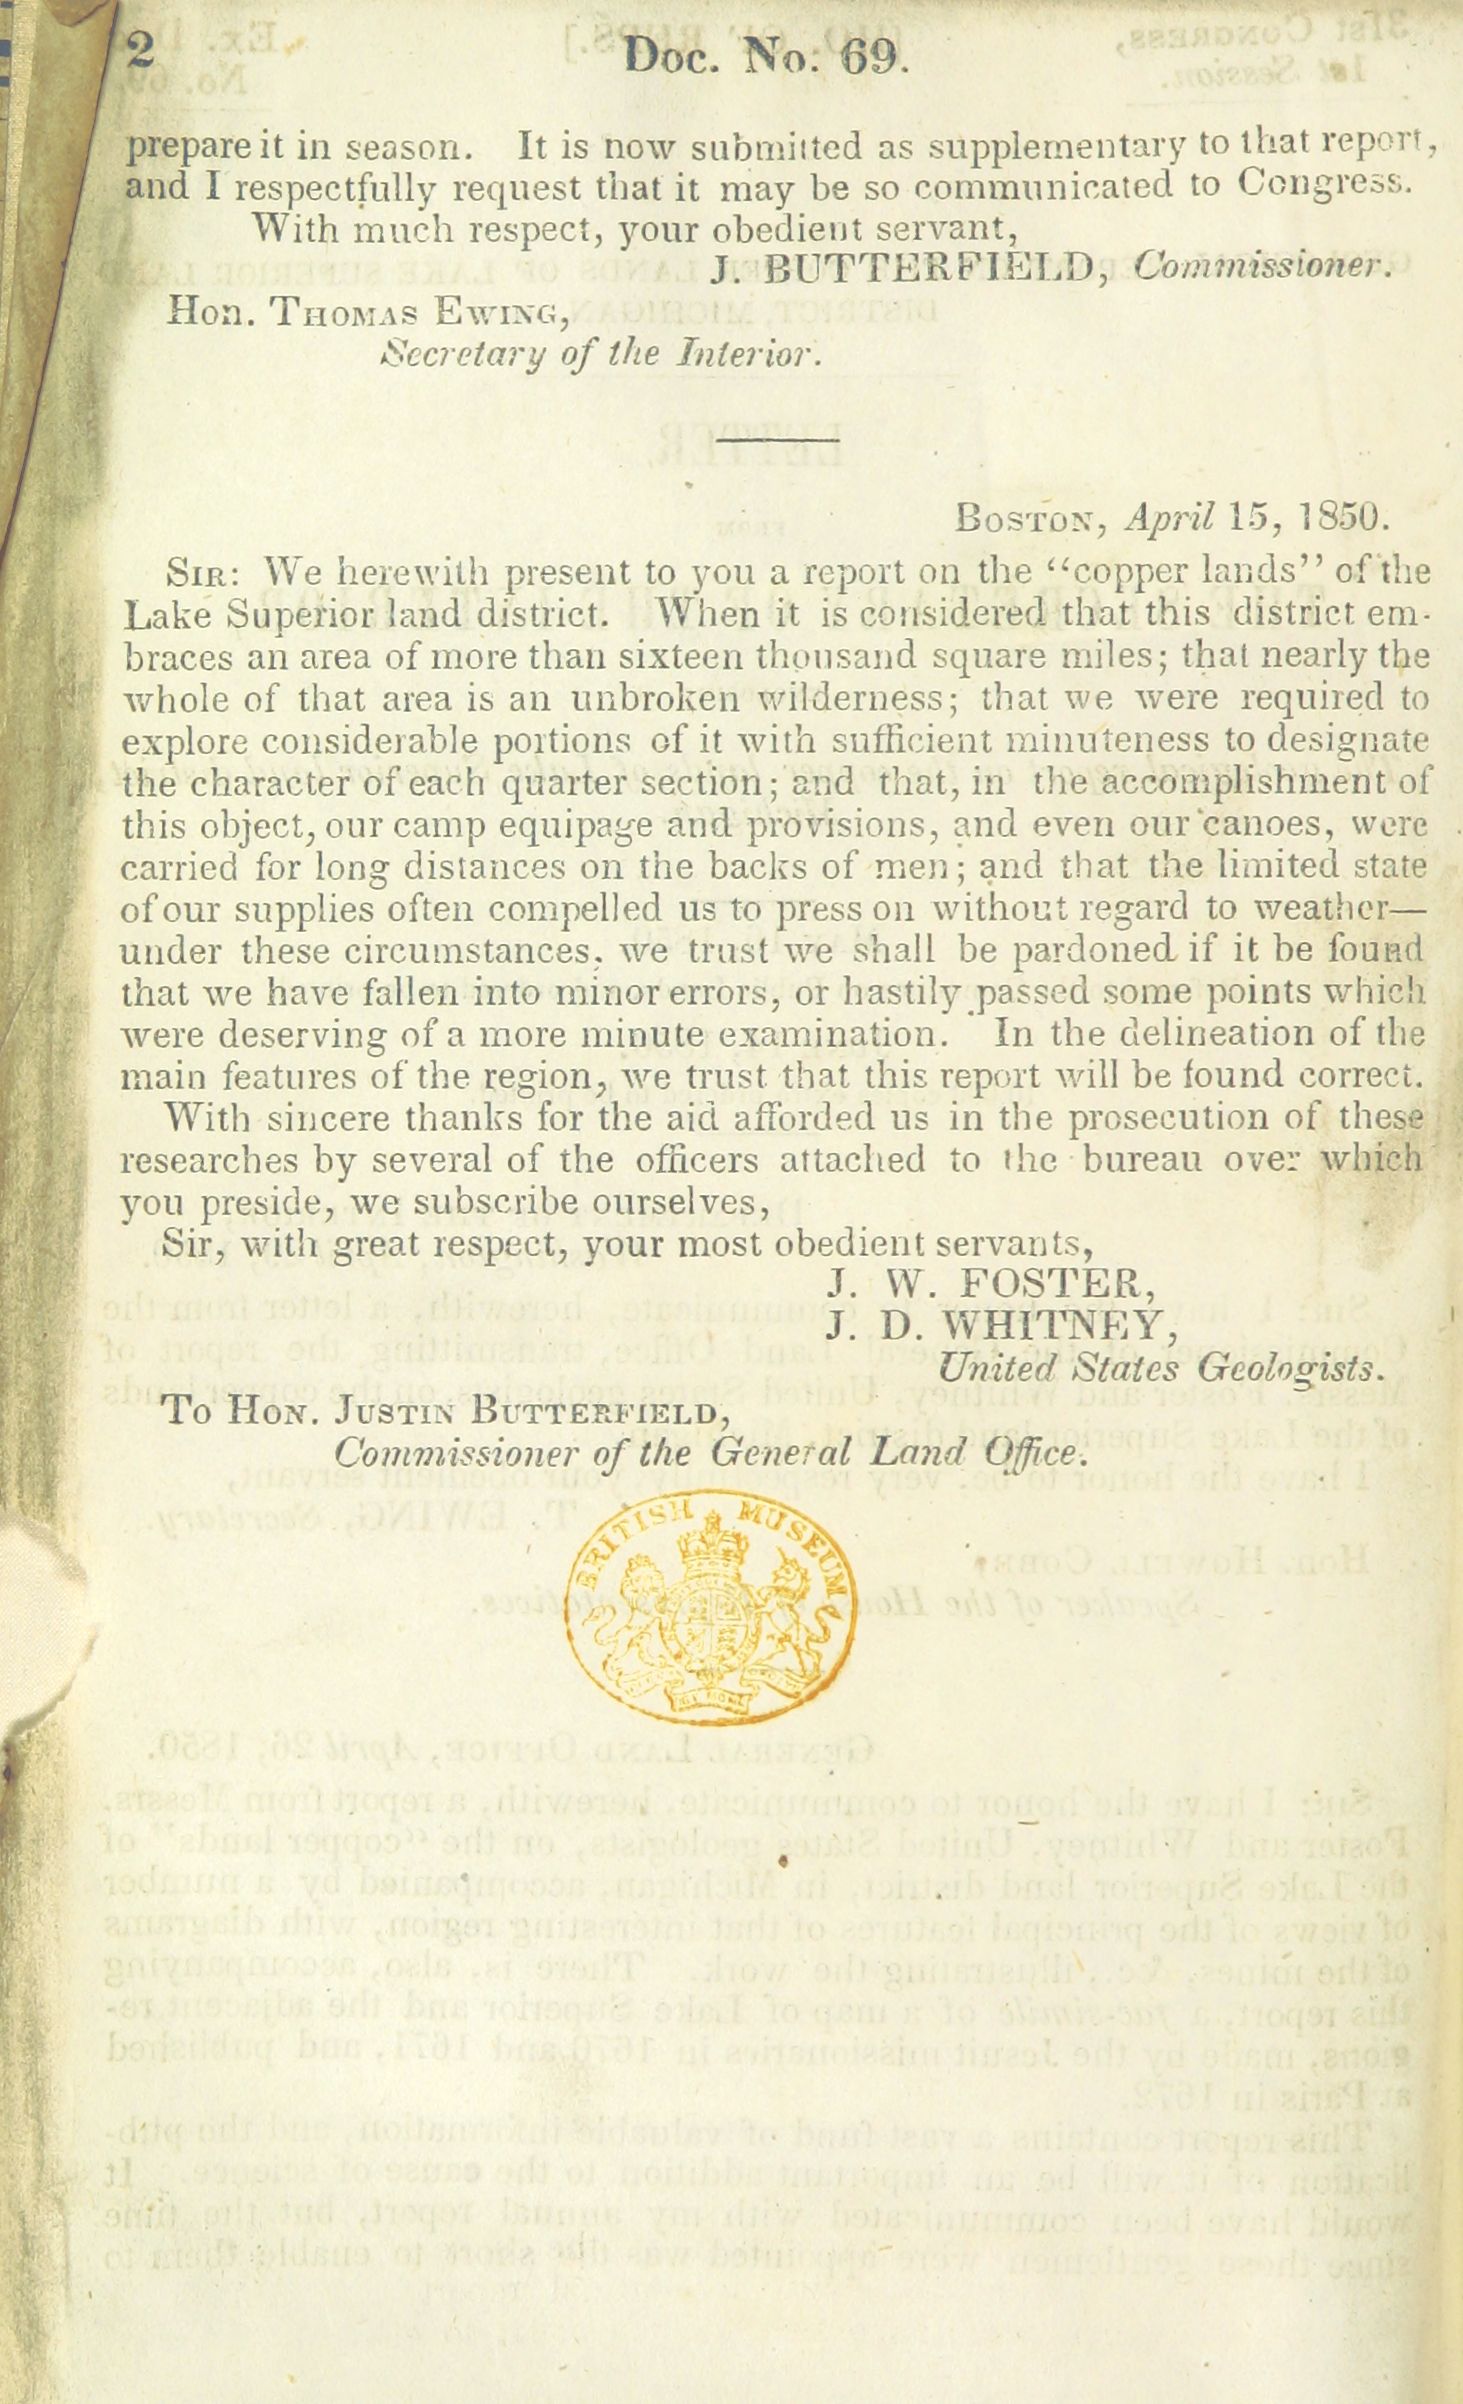 2
Doc. No. 69.
prepare it in season. It is now submitted as supplementary to that report,
and I respectfully request that it may be so communicated to Congress.
With much respect, your obedient servant,
J. BUTTERFIELD, Commissioner.
Hon. THOMAS EWING,
Secretary of the Interior.
BOSTON, April 15, 1850.
SIR: We herewith present to you a report on the "copper lands" of the
Lake Superior land district. When it is considered that this district em-
braces an area of more than sixteen thousand square miles; that nearly the
whole of that area is an unbroken wilderness; that we were required to
explore considerable portions of it with sufficient minuteness to designate
the character of each quarter section; and that, in the accomplishment of
this object, our camp equipage and provisions, and even our canoes, were
carried for long distances on the backs of men; and that the limited state
of our supplies often compelled us to press on without regard to weather—
under these circumstances, we trust we shall be pardoned if it be found
that we have fallen into minor errors, or hastily passed some points which
were deserving of a more minute examination. In the delineation of the
main features of the region, we trust that this report will be found correct.
With sincere thanks for the aid afforded us in the prosecution of these
researches by several of the officers attached to the bureau over which
you preside, we subscribe ourselves,
Sir, with great respect, your most obedient servants,
J. W. FOSTER,
J. D. WHITNEY,
United States Geologists.
To HON. JUSTIN BUTTERFIELD,
Commissioner of the General Land Office.
BRITISH MUSEUM